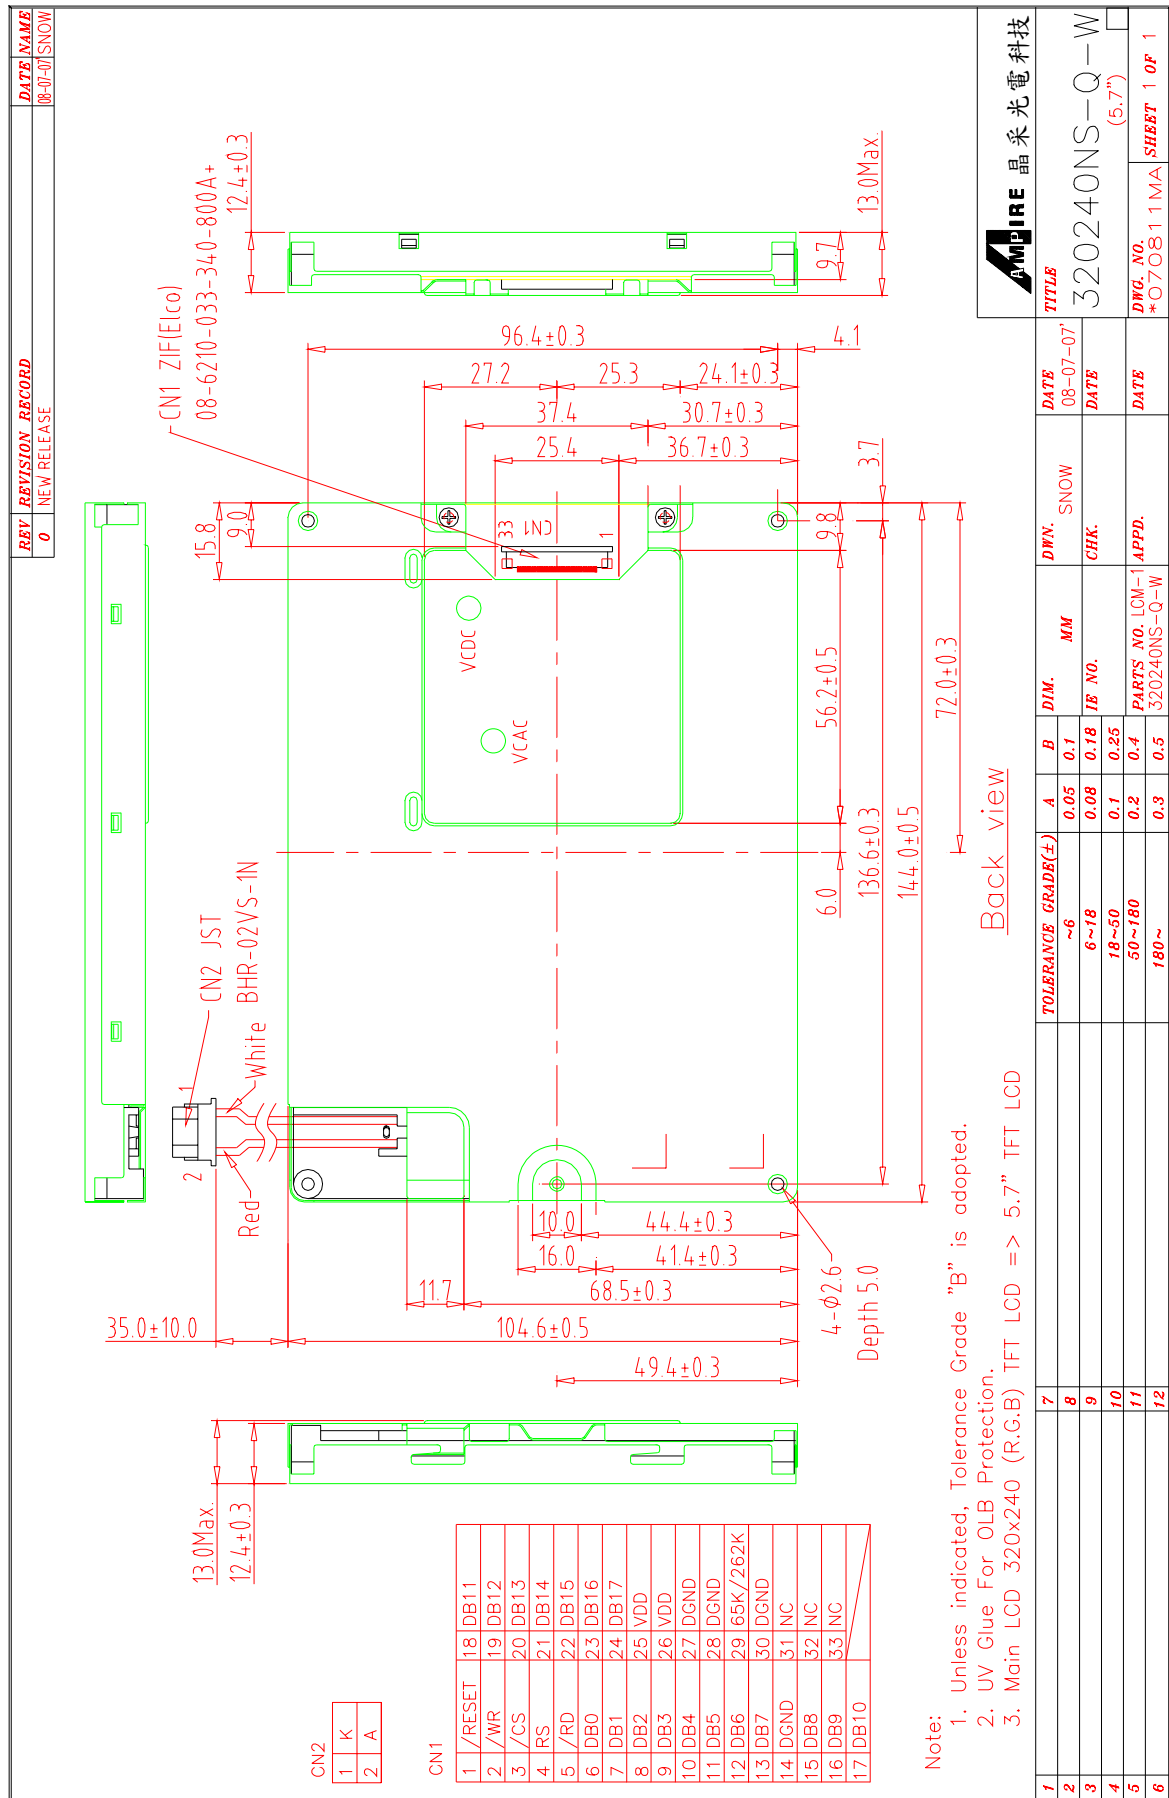 REV REVISION RECORD DATE NAME
0 NEW RELEASE 08-07-07' SNOW
CN2 JST
BHR-02VS-1N
1
2
White
Red
CN1 ZIF(Elco)
08-6210-033-340-800A+
12.4±0.3
13.0Max.
9.7
35.0±10.0
15.8
9.0
96.4±0.3
4.1
27.2
25.3
24.1±0.3
37.4
30.7±0.3
25.4
36.7±0.3
3.7
33
CN1
1
VCDC
VCAC
9.8
56.2±0.5
6.0
72.0±0.3
136.6±0.3
144.0±0.5
10.0
44.4±0.3
16.0
41.4±0.3
11.7
68.5±0.3
104.6±0.5
49.4±0.3
4-Φ2.6
Depth 5.0
Back view
13.0Max.
12.4±0.3
CN2
1 K
2 A
CN1
1 /RESET 18 DB11
2 /WR 19 DB12
3 /CS 20 DB13
4 RS 21 DB14
5 /RD 22 DB15
6 DB0 23 DB16
7 DB1 24 DB17
8 DB2 25 VDD
9 DB3 26 VDD
10 DB4 27 DGND
11 DB5 28 DGND
12 DB6 29 65K/262K
13 DB7 30 DGND
14 DGND 31 NC
15 DB8 32 NC
16 DB9 33 NC
17 DB10
Note:
1. Unless indicated, Tolerance Grade "B" is adopted.
2. UV Glue For OLB Protection.
3. Main LCD 320x240 (R.G.B) TFT LCD => 5.7" TFT LCD
AMPIRE 晶采光電科技
1 7
2 8
3 9
4 10
5 11
6 12
TOLERANCE GRADE(±) A B
~6 0.05 0.1
6~18 0.08 0.18
18~50 0.1 0.25
50~180 0.2 0.4
180~ 0.3 0.5
DIM. MM
IE NO.
PARTS NO. LCM-1
320240NS-Q-W
DWN. SNOW
CHK.
APPD.
DATE
08-07-07'
DATE
DATE
TITLE
320240NS-Q-W
(5.7")
DWG. NO.
*070811MA
SHEET 1 OF 1